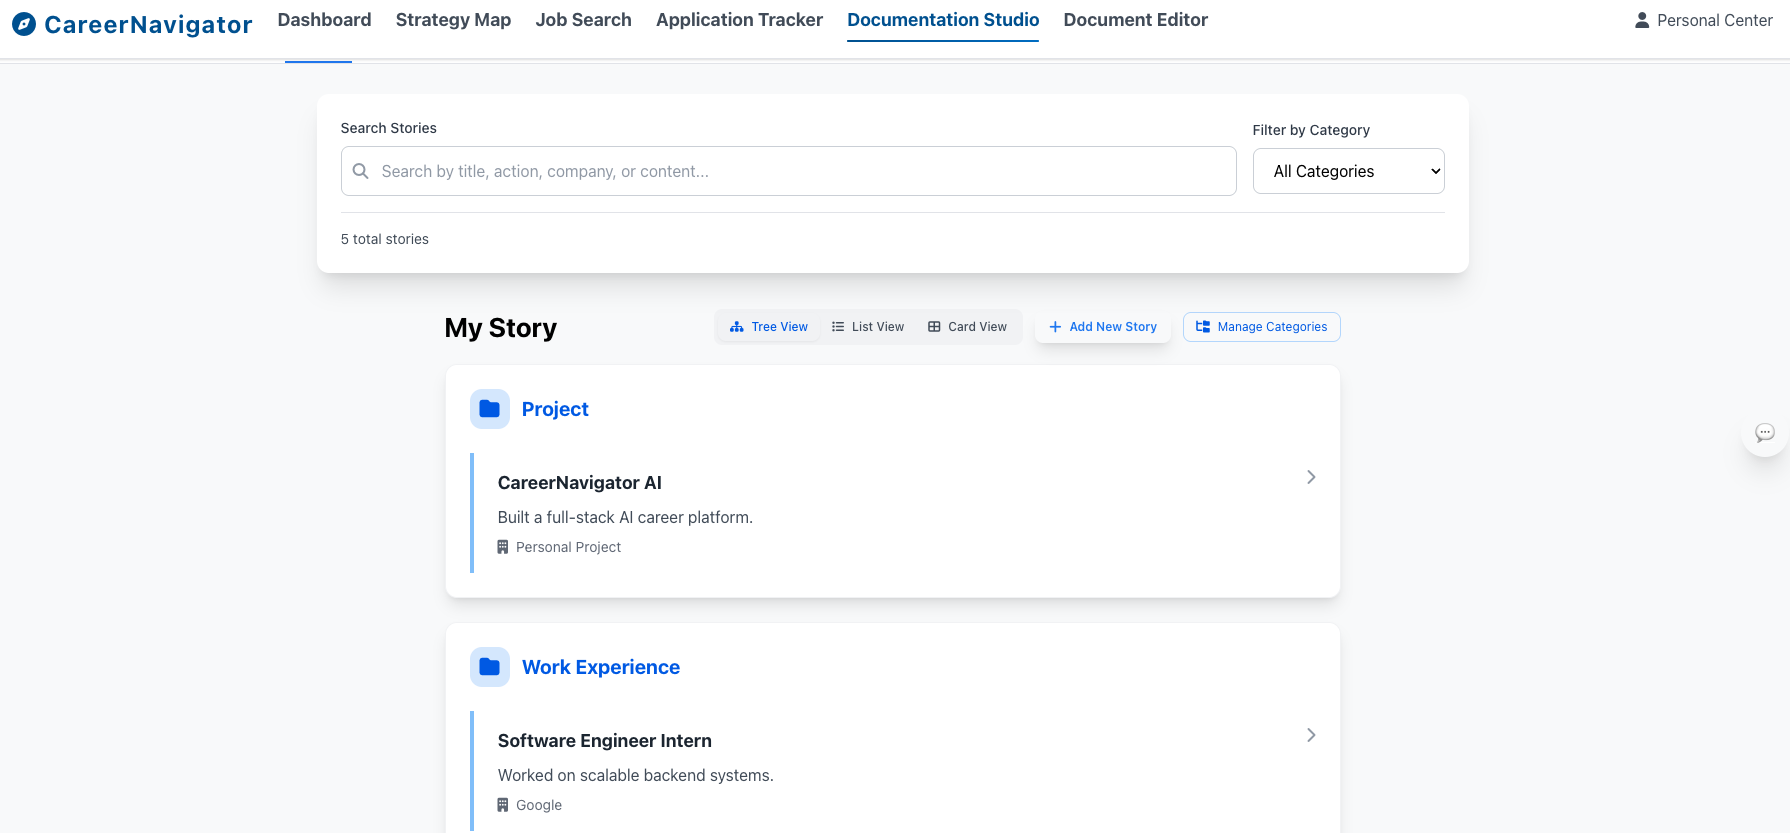 CareerNavigator
Dashboard
Strategy Map
Job Search
Application Tracker
Documentation Studio
Document Editor
Personal Center
Search Stories
Search by title, action, company, or content...
Filter by Category
All Categories
5 total stories
My Story
Tree View
List View
Card View
Add New Story
Manage Categories
Project
CareerNavigator AI
Built a full-stack AI career platform.
Personal Project
Work Experience
Software Engineer Intern
Worked on scalable backend systems.
Google